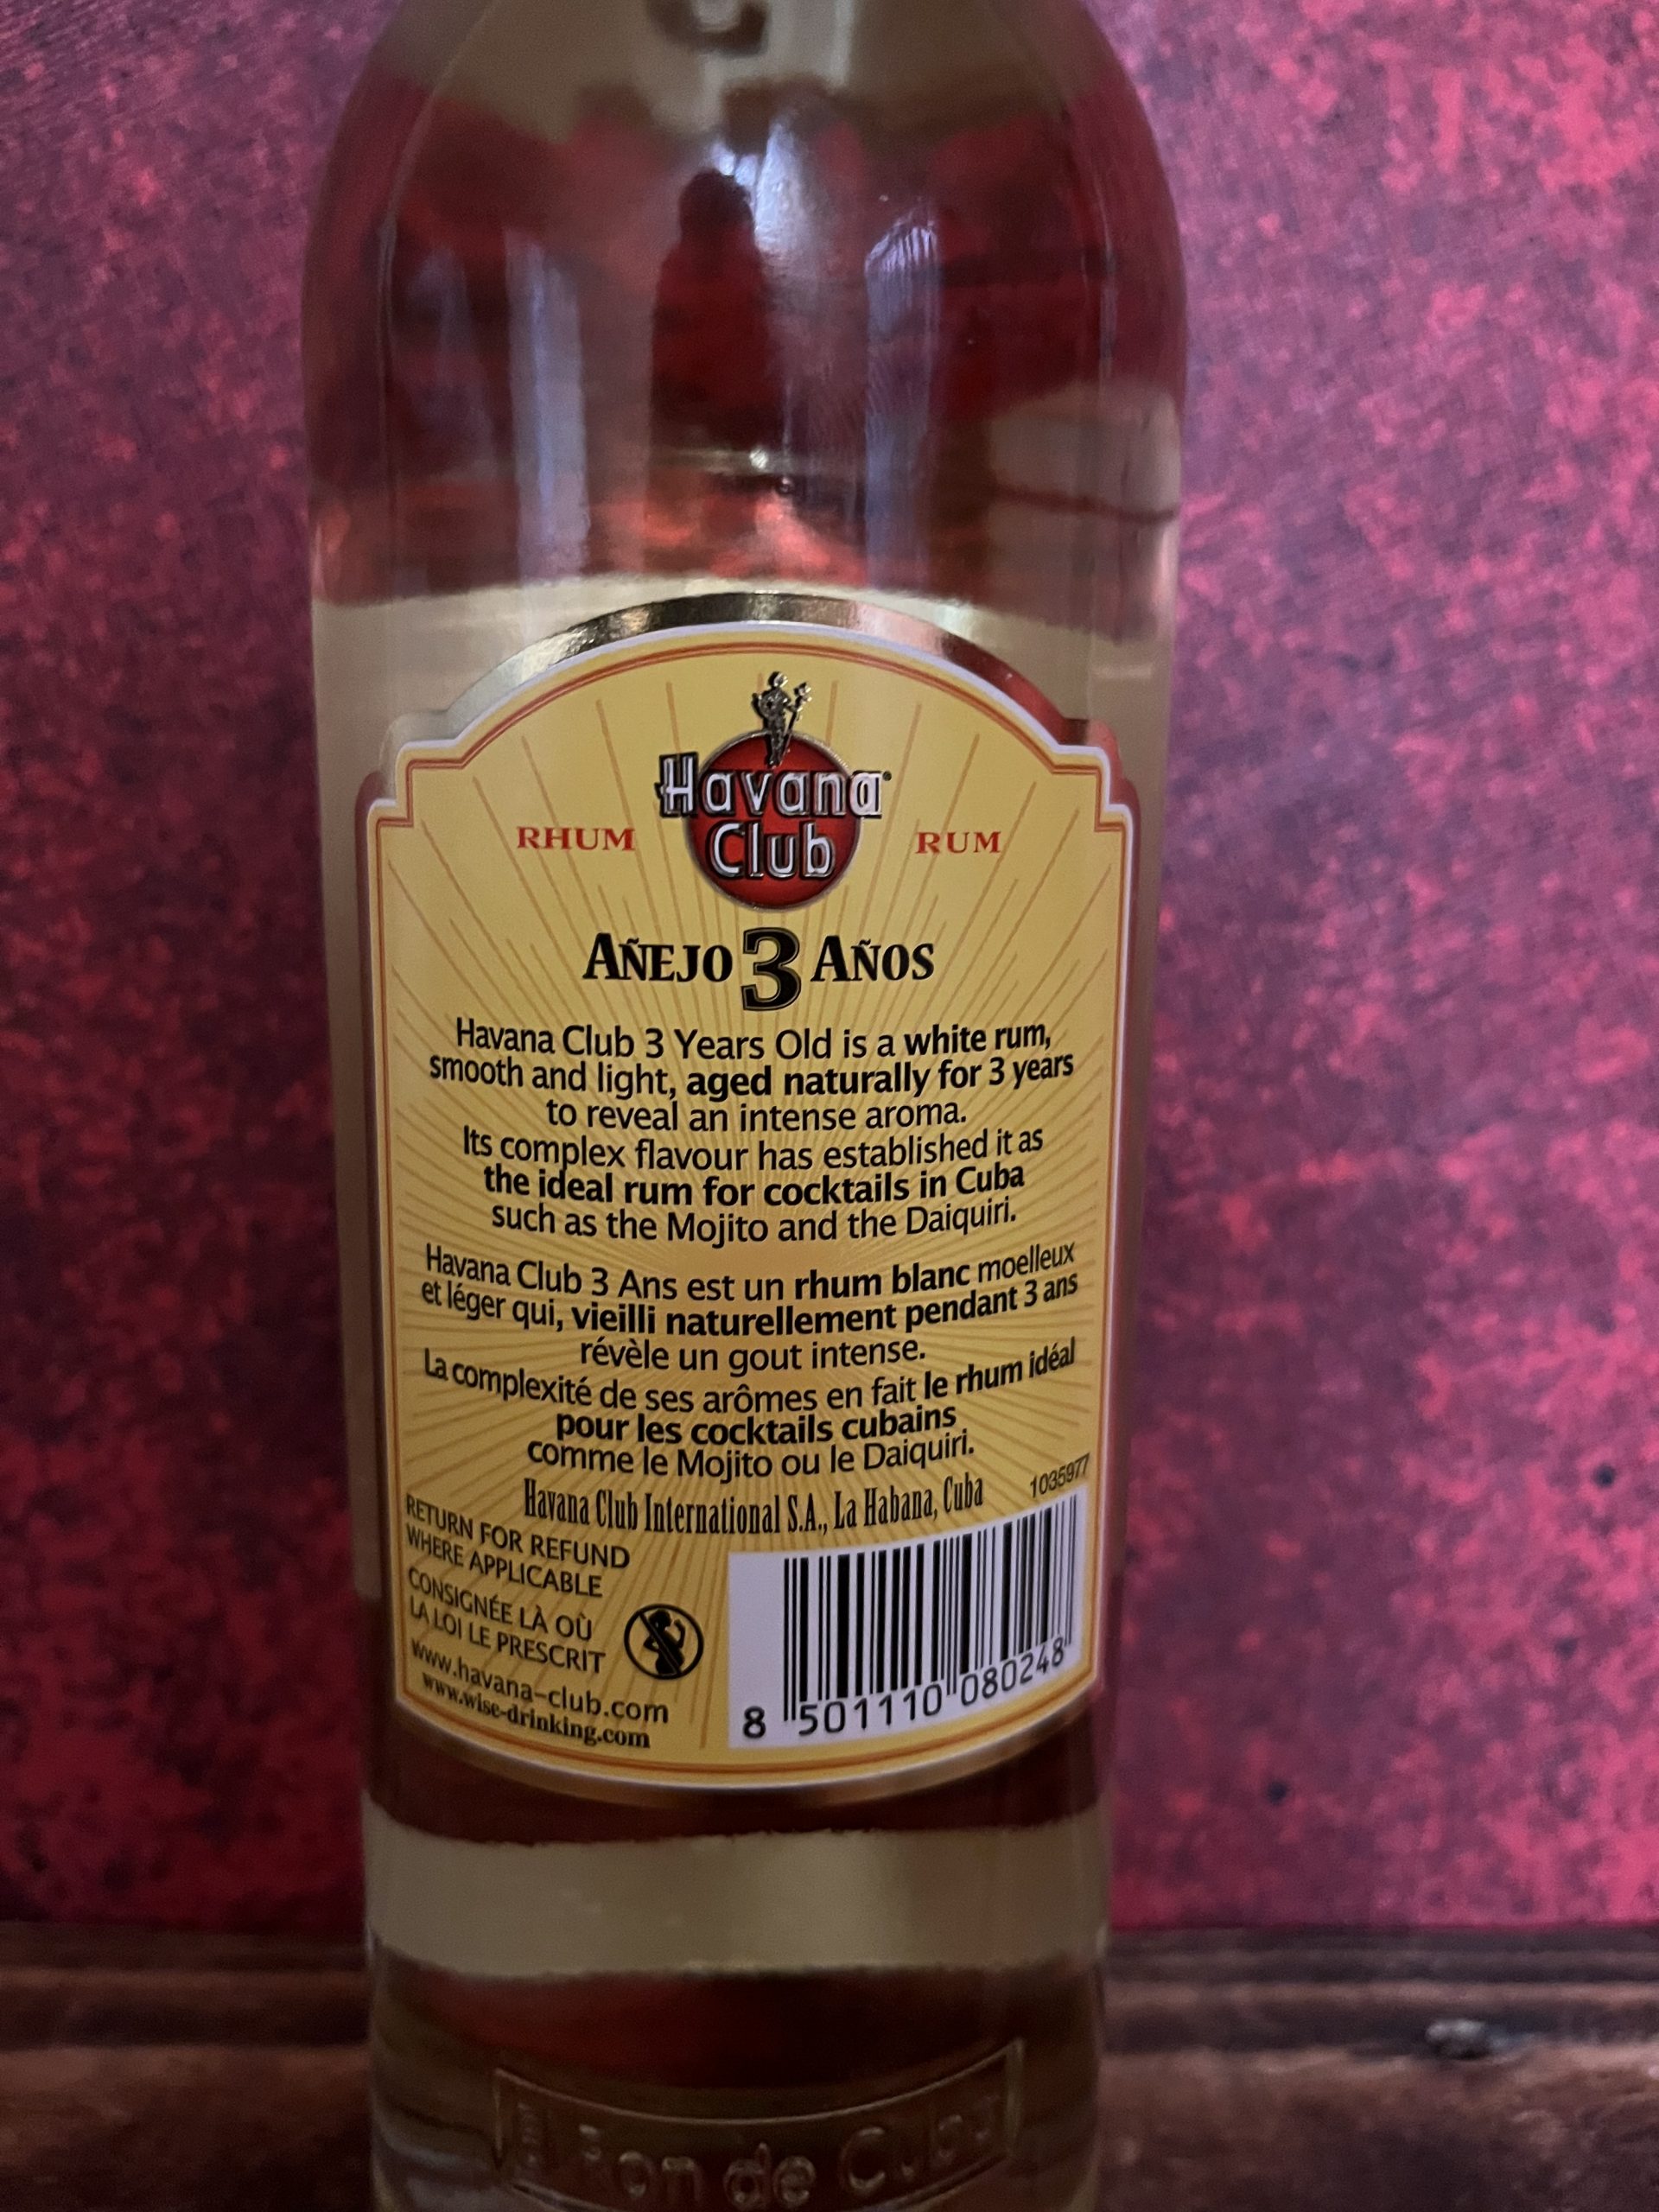 Havana
Club
RHUM
RUM
AÑEJO 3 AÑOS
Havana Club 3 Years Old is a white rum,
smooth and light, aged naturally for 3 years
to reveal an intense aroma.
Its complex flavour has established it as
the ideal rum for cocktails in Cuba
such as the Mojito and the Daiquiri.
Havana Club 3 Ans est un rhum blanc moelleux
et léger qui, vieilli naturellement pendant 3 ans
révèle un gout intense.
La complexité de ses arômes en fait le rhum idéal
pour les cocktails cubains
comme le Mojito ou le Daiquiri.
Havana Club International S.A., La Habana, Cuba
1035977
RETURN FOR REFUND
WHERE APPLICABLE
CONSIGNÉE LÀ OÙ
LA LOI LE PRESCRIT
www.havana-club.com
www.wise-drinking.com
8 501110 080248
El Ron de Cuba